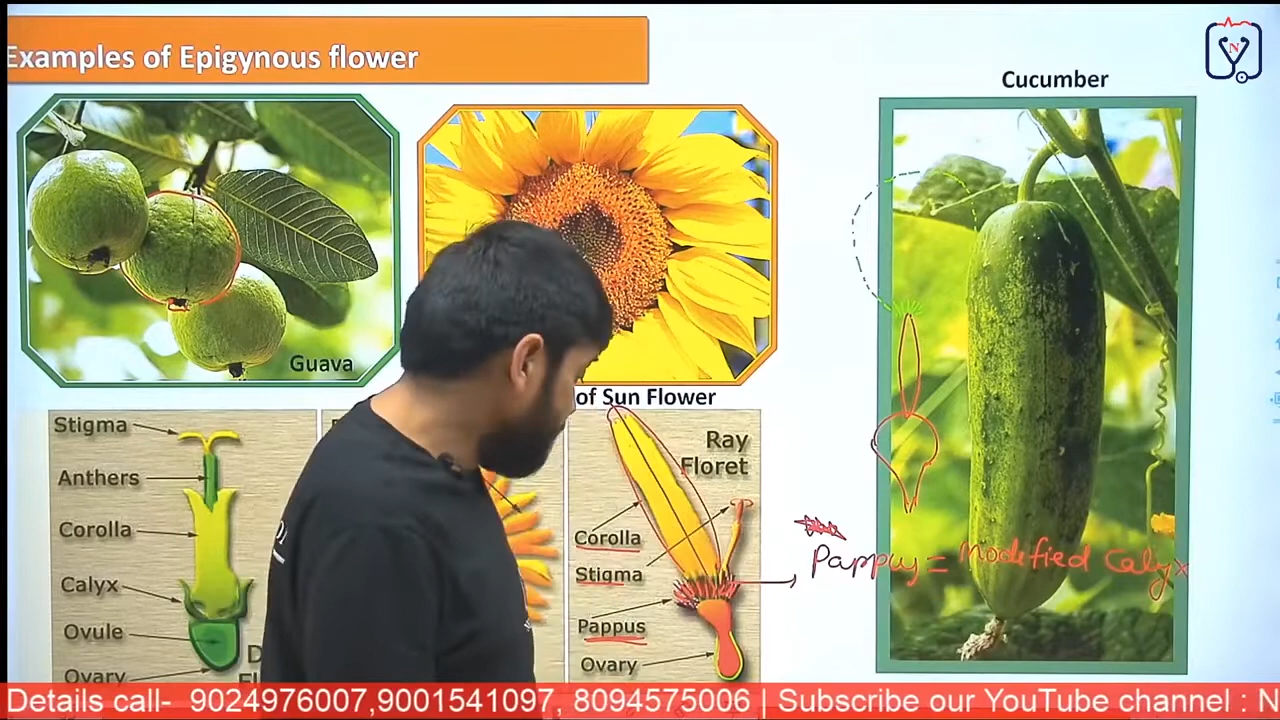 Examples of Epigynous flower
N
Cucumber
Guava
of Sun Flower
Stigma
Anthers
Corolla
Calyx
Ovule
Ovary
Ray
Floret
Corolla
Stigma
Pappus
Ovary
Pappus = Modified Calyx
Details call- 9024976007,9001541097, 8094575006 | Subscribe our YouTube channel : N